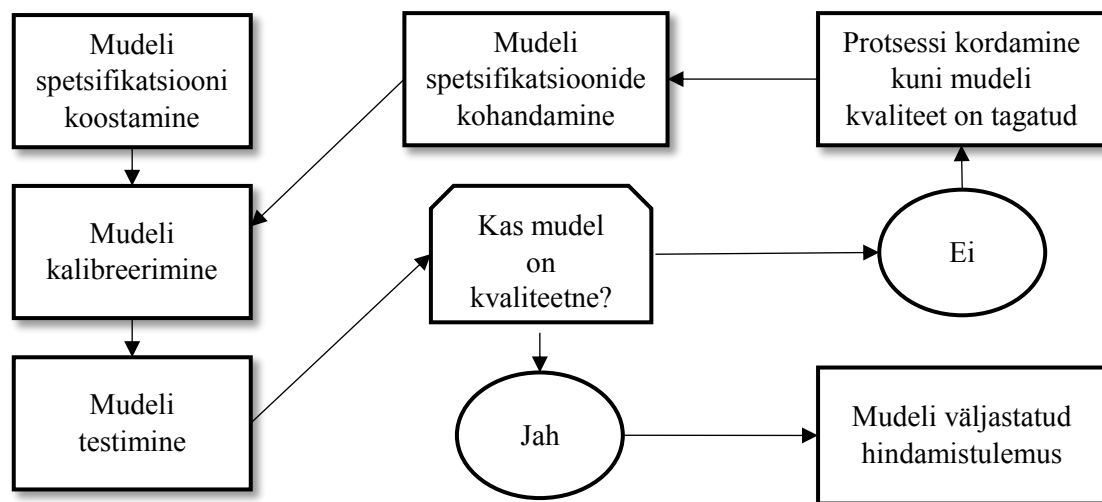 Mudeli
spetsifikatsiooni
koostamine
Mudeli
spetsifikatsioonide
kohandamine
Protsessi kordamine
kuni mudeli
kvaliteet on tagatud
Mudeli
kalibreerimine
Kas mudel
on
kvaliteetne?
Ei
Mudeli
testimine
Jah
Mudeli väljastatud
hindamistulemus